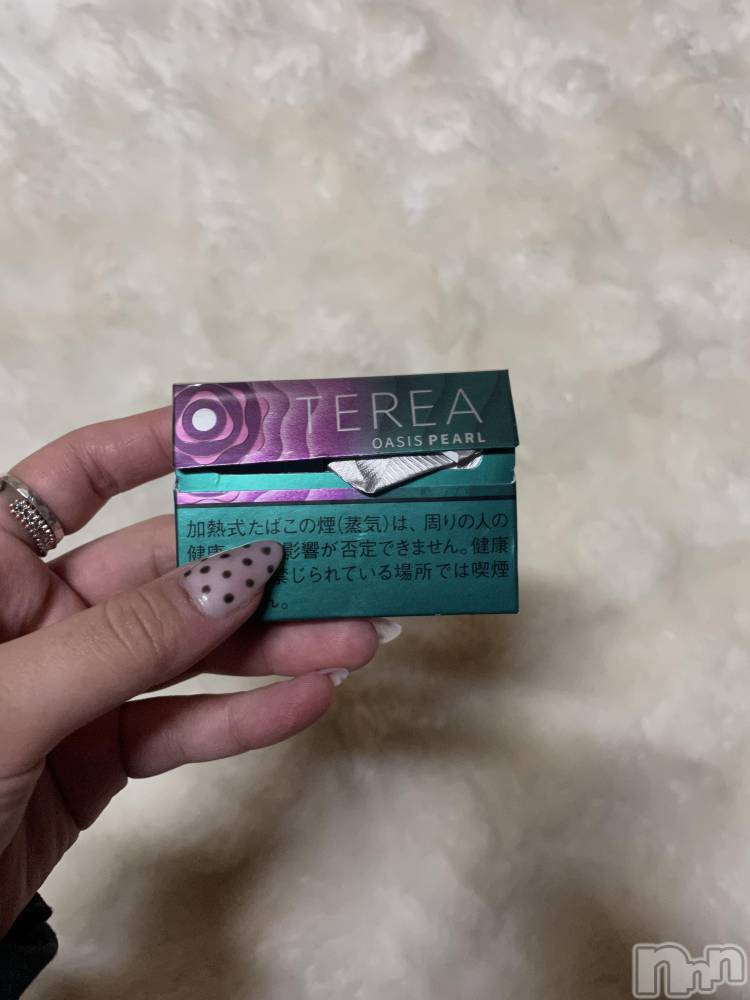 TEREA
OASIS PEARL
加熱式たばこの煙(蒸気)は、周りの人の
健康 影響が否定できません。健康
禁じられている場所では喫煙
ん。
nnn